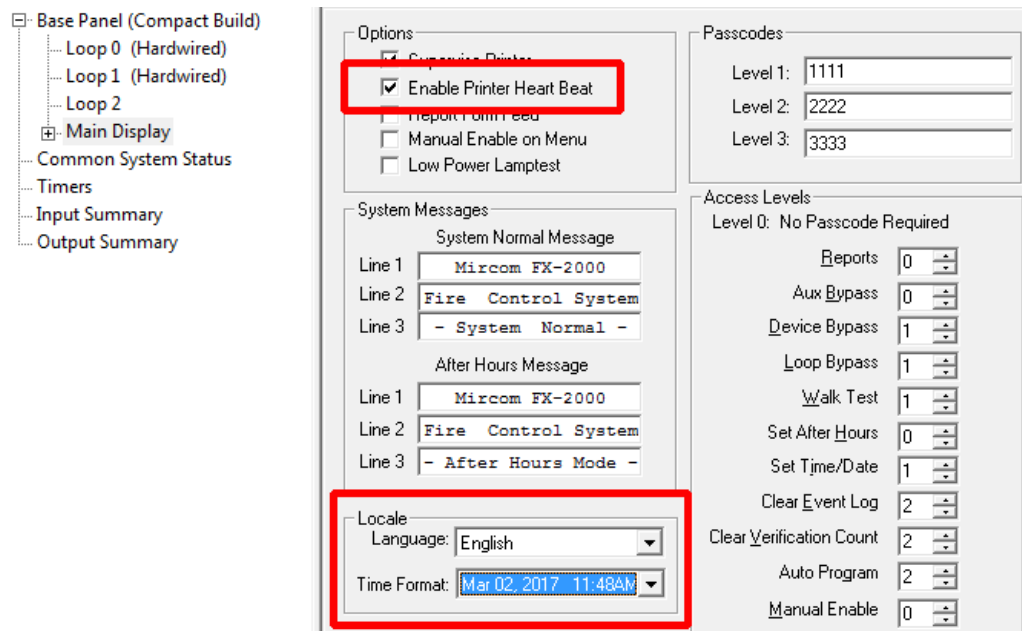 Base Panel (Compact Build)
Loop 0 (Hardwired)
Loop 1 (Hardwired)
Loop 2
Main Display
Common System Status
Timers
Input Summary
Output Summary
Options
Supervise Printer
Enable Printer Heart Beat
Report Form Feed
Manual Enable on Menu
Low Power Lamptest
System Messages
System Normal Message
Line 1 Mircom FX-2000
Line 2 Fire Control System
Line 3 - System Normal -
After Hours Message
Line 1 Mircom FX-2000
Line 2 Fire Control System
Line 3 - After Hours Mode -
Locale
Language: English
Time Format: Mar 02, 2017 11:48AM
Passcodes
Level 1: 1111
Level 2: 2222
Level 3: 3333
Access Levels
Level 0: No Passcode Required
Reports 0
Aux Bypass 0
Device Bypass 1
Loop Bypass 1
Walk Test 1
Set After Hours 0
Set Time/Date 1
Clear Event Log 2
Clear Verification Count 2
Auto Program 2
Manual Enable 0